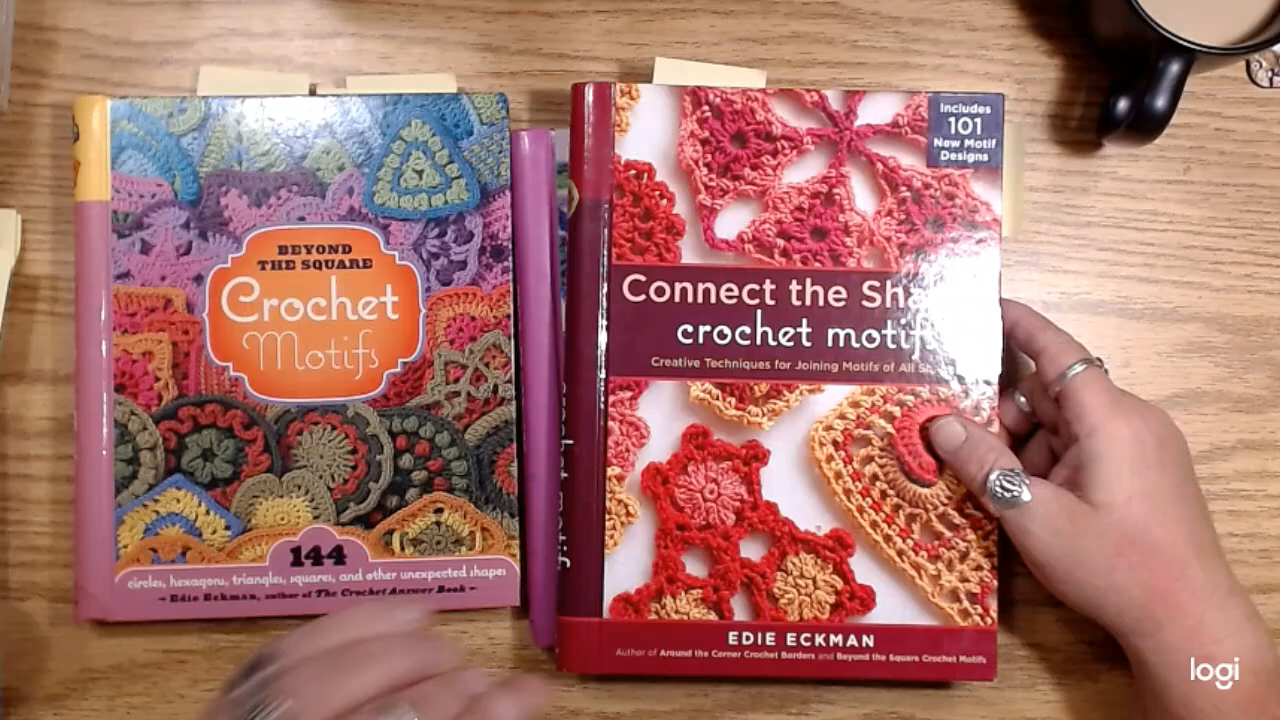 BEYOND
THE SQUARE
Crochet
Motifs
144
circles, hexagons, triangles, squares, and other unexpected shapes
Edie Eckman, author of The Crochet Answer Book
Includes
101
New Motif
Designs
Connect the Sha
crochet motif
Creative Techniques for Joining Motifs of All
EDIE ECKMAN
Author of Around the Corner Crochet Borders and Beyond the Square Crochet Motifs
logi